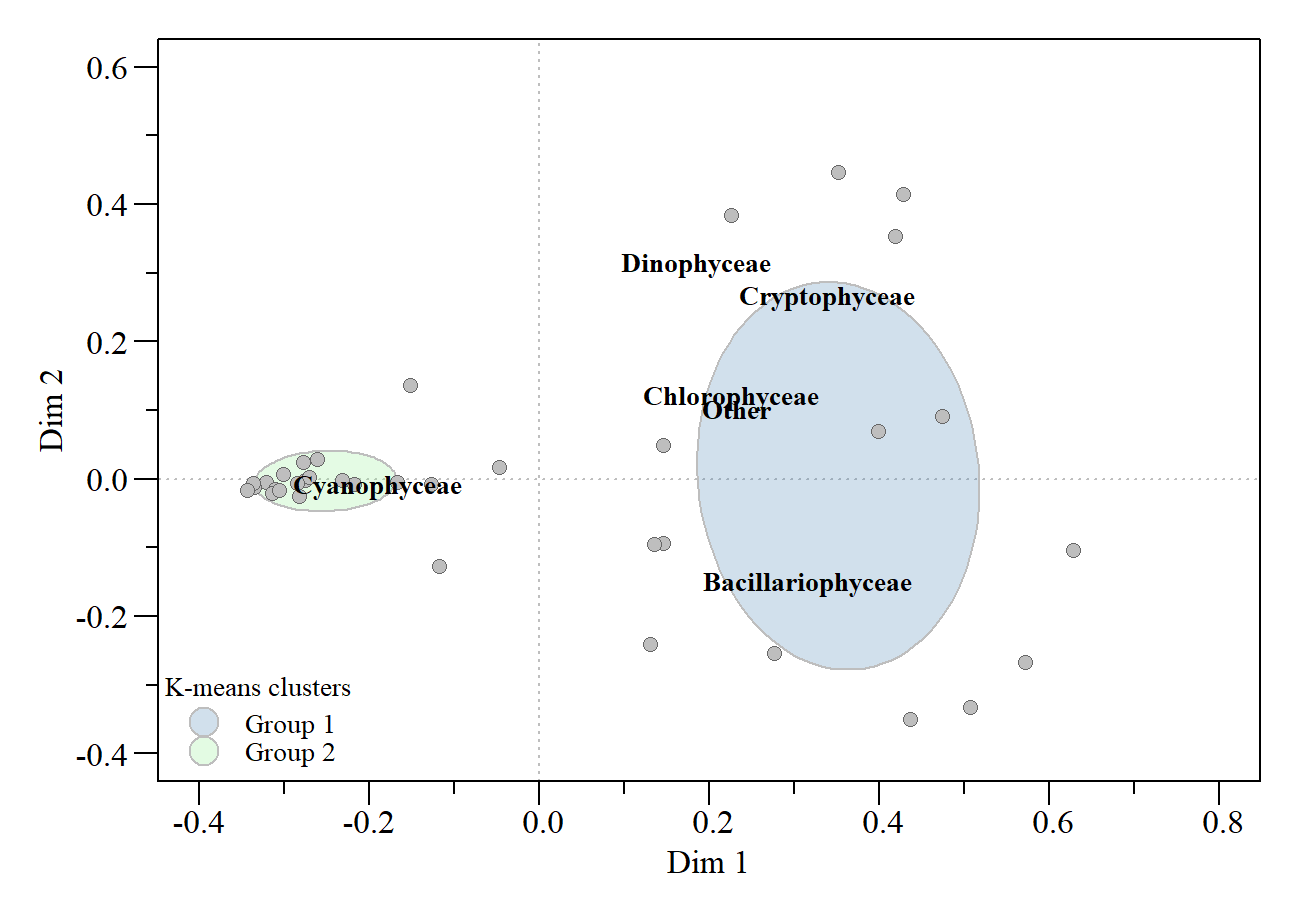 0.6
0.4
0.2
0.0
-0.2
-0.4
Dim 2
Dinophyceae
Cryptophyceae
Chlorophyceae
Other
Cyanophyceae
Bacillariophyceae
K-means clusters
Group 1
Group 2
-0.4 -0.2 0.0 0.2 0.4 0.6 0.8
Dim 1